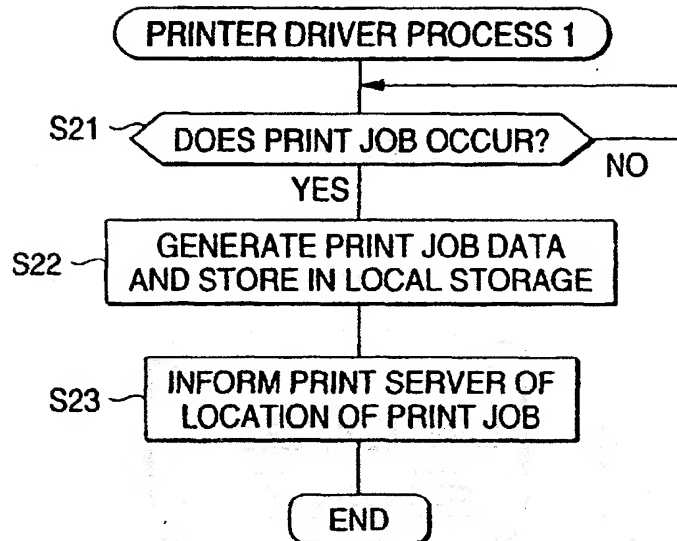 PRINTER DRIVER PROCESS 1
S21
DOES PRINT JOB OCCUR?
NO
YES
S22
GENERATE PRINT JOB DATA
AND STORE IN LOCAL STORAGE
S23
INFORM PRINT SERVER OF
LOCATION OF PRINT JOB
END